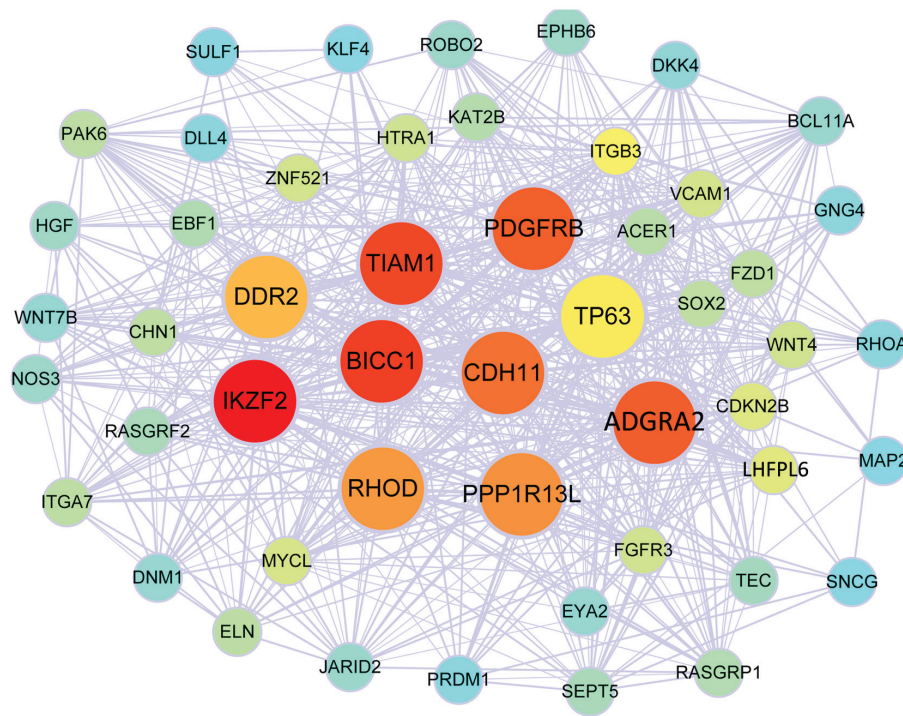 SULF1
KLF4
ROBO2
EPHB6
DKK4
PAK6
DLL4
HTRA1
KAT2B
ITGB3
BCL11A
ZNF521
VCAM1
HGF
EBF1
PDGFRB
ACER1
GNG4
TIAM1
FZD1
DDR2
TP63
SOX2
WNT7B
CHN1
WNT4
RHOA
NOS3
BICC1
CDH11
IKZF2
CDKN2B
RASGRF2
ADGRA2
MAP2
LHFPL6
ITGA7
RHOD
PPP1R13L
MYCL
FGFR3
DNM1
TEC
SNCG
EYA2
ELN
JARID2
PRDM1
SEPT5
RASGRP1